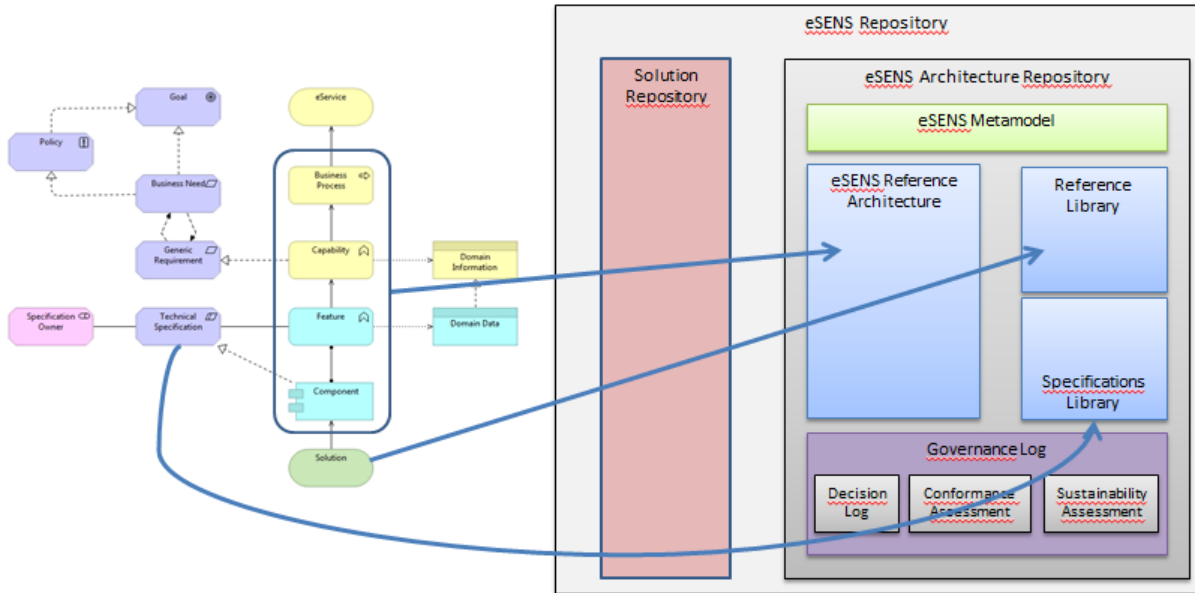 Goal
Policy
Business Need
Generic
Requirement
Specification
Owner
Technical
Specification
eService
Business
Process
Capability
Feature
Component
Solution
Domain
Information
Domain Data
eSENS Repository
Solution
Repository
eSENS Architecture Repository
eSENS Metamodel
eSENS Reference
Architecture
Reference
Library
Specifications
Library
Governance Log
Decision
Log
Conformance
Assessment
Sustainability
Assessment